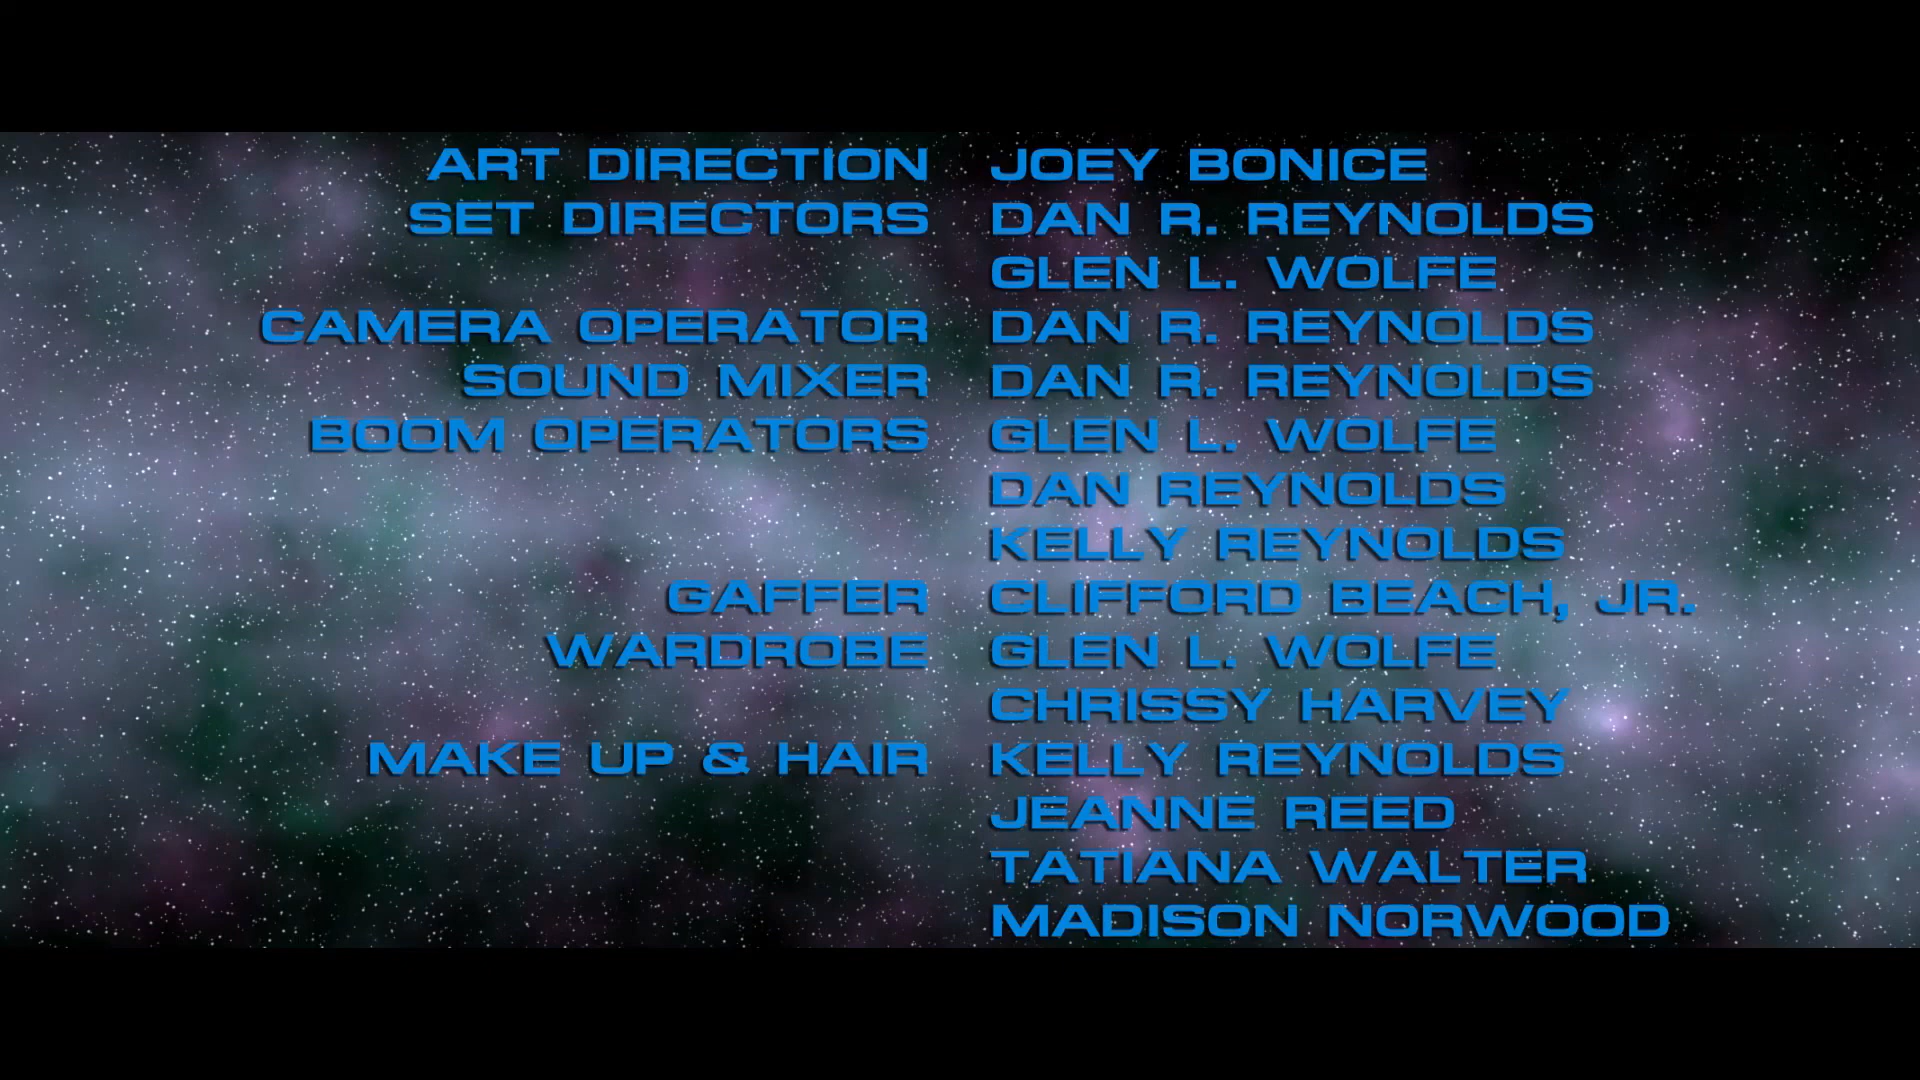 ART DIRECTION JOEY BONICE
SET DIRECTORS DAN R. REYNOLDS
GLEN L. WOLFE
CAMERA OPERATOR DAN R. REYNOLDS
SOUND MIXER DAN R. REYNOLDS
BOOM OPERATORS GLEN L. WOLFE
DAN REYNOLDS
KELLY REYNOLDS
GAFFER CLIFFORD BEACH, JR.
WARDROBE GLEN L. WOLFE
CHRISSY HARVEY
MAKE UP & HAIR KELLY REYNOLDS
JEANNE REED
TATIANA WALTER
MADISON NORWOOD